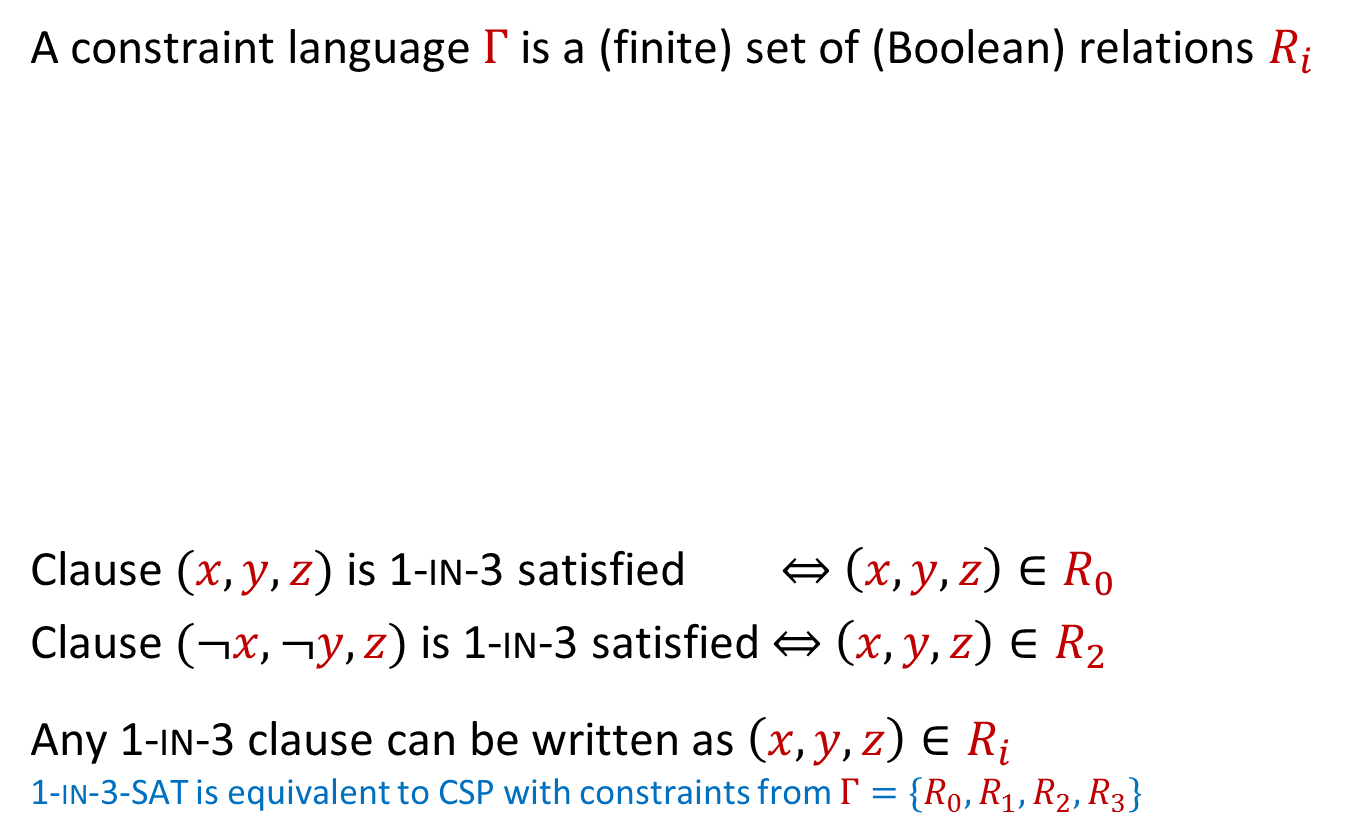 A constraint language Γ is a (finite) set of (Boolean) relations Rᵢ
Clause (x, y, z) is 1-IN-3 satisfied ⇔ (x, y, z) ∈ R₀
Clause (¬x, ¬y, z) is 1-IN-3 satisfied ⇔ (x, y, z) ∈ R₂
Any 1-IN-3 clause can be written as (x, y, z) ∈ Rᵢ
1-IN-3-SAT is equivalent to CSP with constraints from Γ = {R₀, R₁, R₂, R₃}